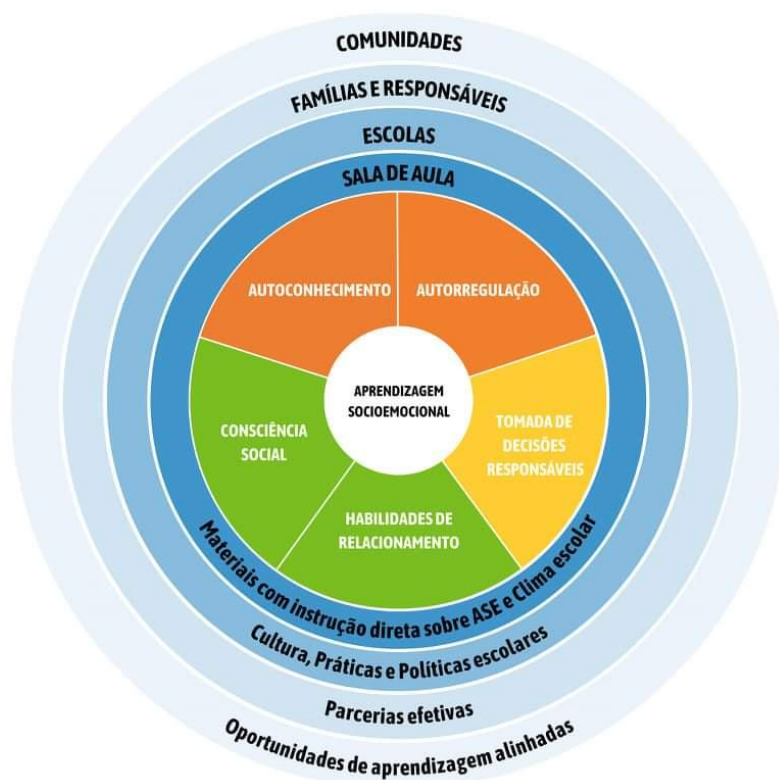 COMUNIDADES
FAMÍLIAS E RESPONSÁVEIS
ESCOLAS
SALA DE AULA
AUTOCONHECIMENTO
AUTORREGULAÇÃO
APRENDIZAGEM
SOCIOEMOCIONAL
CONSCIÊNCIA
SOCIAL
TOMADA DE
DECISÕES
RESPONSÁVEIS
HABILIDADES DE
RELACIONAMENTO
Materiais com instrução direta sobre ASE e Clima escolar
Cultura, Práticas e Políticas escolares
Parcerias efetivas
Oportunidades de aprendizagem alinhadas